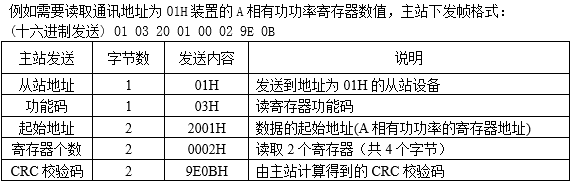 例如需要读取通讯地址为 01H 装置的 A 相有功功率寄存器数值，主站下发帧格式：
(十六进制发送) 01 03 20 01 00 02 9E 0B
主站发送 字节数 发送内容 说明
从站地址 1 01H 发送到地址为 01H 的从站设备
功能码 1 03H 读寄存器功能码
起始地址 2 2001H 数据的起始地址(A 相有功功率的寄存器地址)
寄存器个数 2 0002H 读取 2 个寄存器（共 4 个字节）
CRC 校验码 2 9E0BH 由主站计算得到的 CRC 校验码